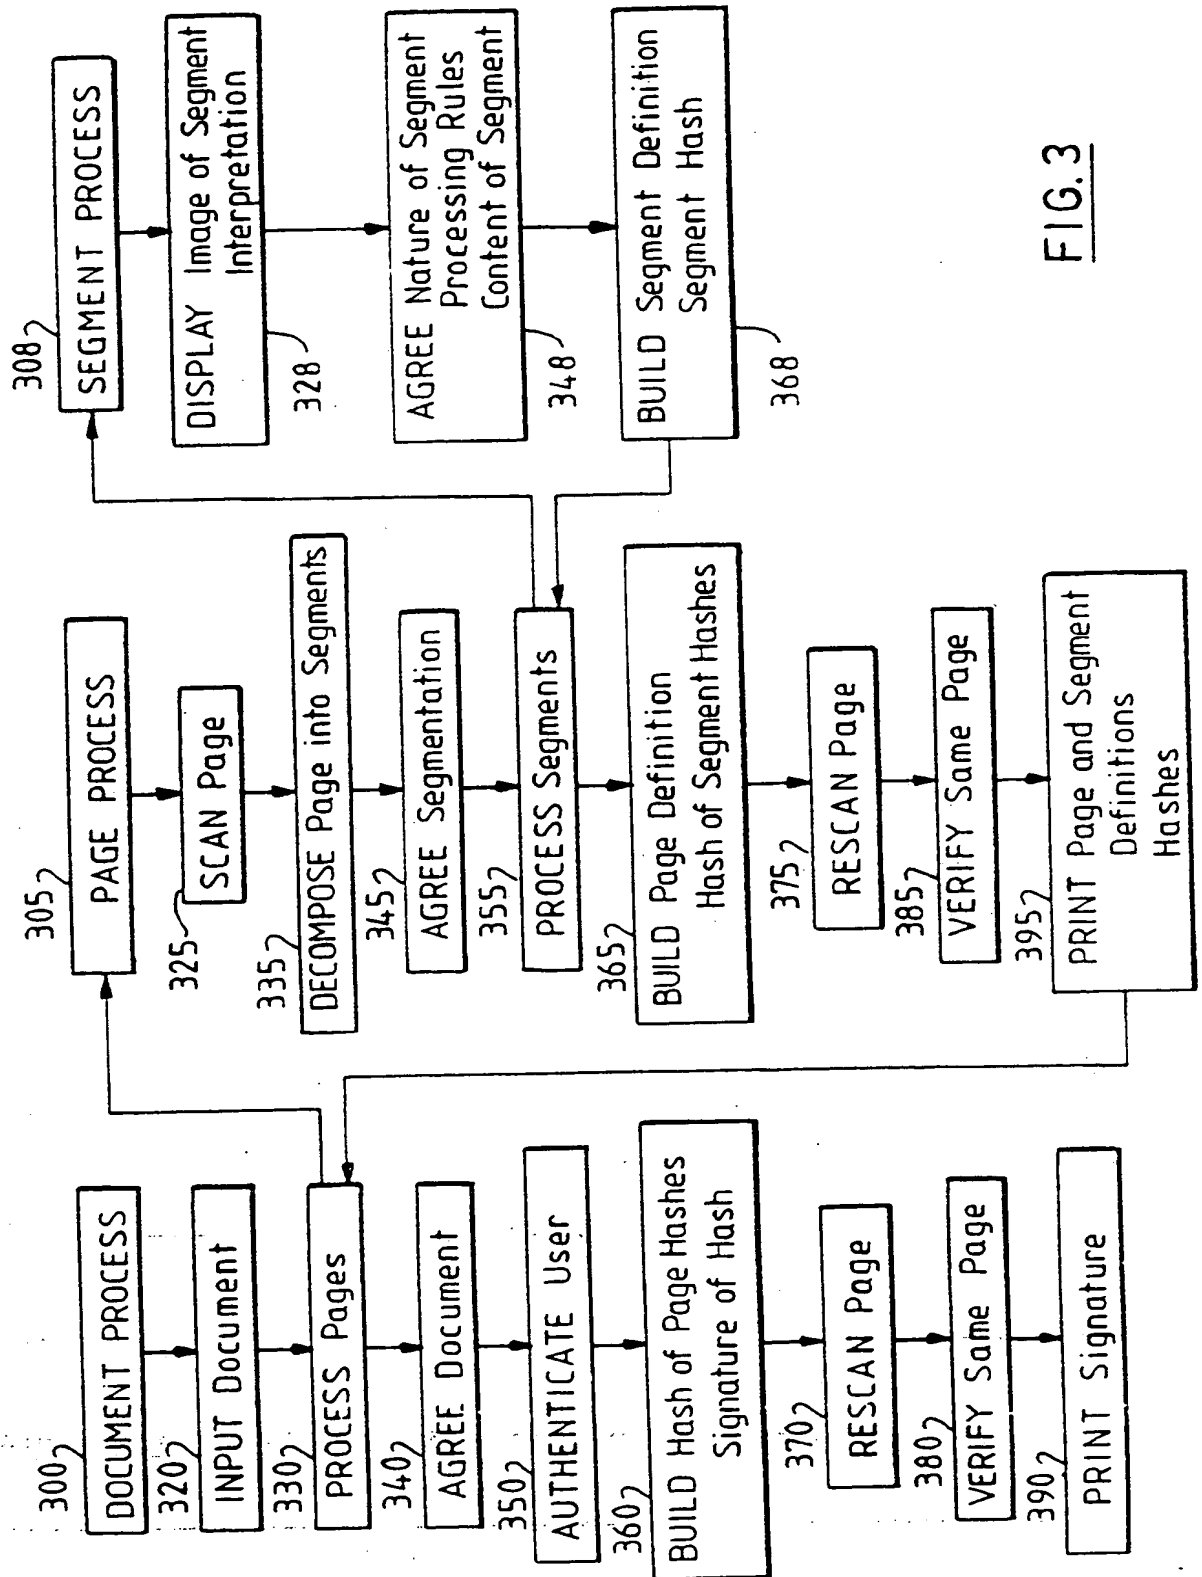 300
DOCUMENT PROCESS
320
INPUT Document
330
PROCESS Pages
340
AGREE Document
350
AUTHENTICATE User
360
BUILD Hash of Page Hashes
Signature of Hash
370
RESCAN Page
380
VERIFY Same Page
390
PRINT Signature
305
PAGE PROCESS
325
SCAN Page
335
DECOMPOSE Page into Segments
345
AGREE Segmentation
355
PROCESS Segments
365
BUILD Page Definition
Hash of Segment Hashes
375
RESCAN Page
385
VERIFY Same Page
395
PRINT Page and Segment
Definitions
Hashes
308
SEGMENT PROCESS
DISPLAY Image of Segment
Interpretation
328
AGREE Nature of Segment
Processing Rules
Content of Segment
348
BUILD Segment Definition
Segment Hash
368
FIG.3